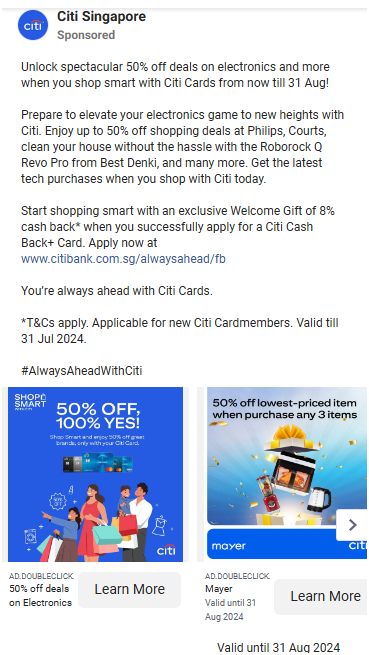 Citi Singapore
citi
Sponsored
Unlock spectacular 50% off deals on electronics and more
when you shop smart with Citi Cards from now till 31 Aug!
Prepare to elevate your electronics game to new heights with
Citi. Enjoy up to 50% off shopping deals at Philips, Courts,
clean your house without the hassle with the Roborock Q
Revo Pro from Best Denki, and many more. Get the latest
tech purchases when you shop with Citi today.
Start shopping smart with an exclusive Welcome Gift of 8%
cash back* when you successfully apply for a Citi Cash
Back+ Card. Apply now at
www.citibank.com.sg/alwaysahead/fb
You're always ahead with Citi Cards.
*T&Cs apply. Applicable for new Citi Cardmembers. Valid till
31 Jul 2024.
#AlwaysAheadWithCiti
SHOP
SMART
50% OFF,
100% YES!
Shop Smart and enjoy 50% off great
brands, only with your Citi Card.
citi
AD.DOUBLECLICK.
50% off deals
on Electronics
Learn More
50% off lowest-priced item
when purchase any 3 items
mayer
citi
AD.DOUBLECLICK.
Mayer
Valid until 31
Aug 2024
Learn More
Valid until 31 Aug 2024